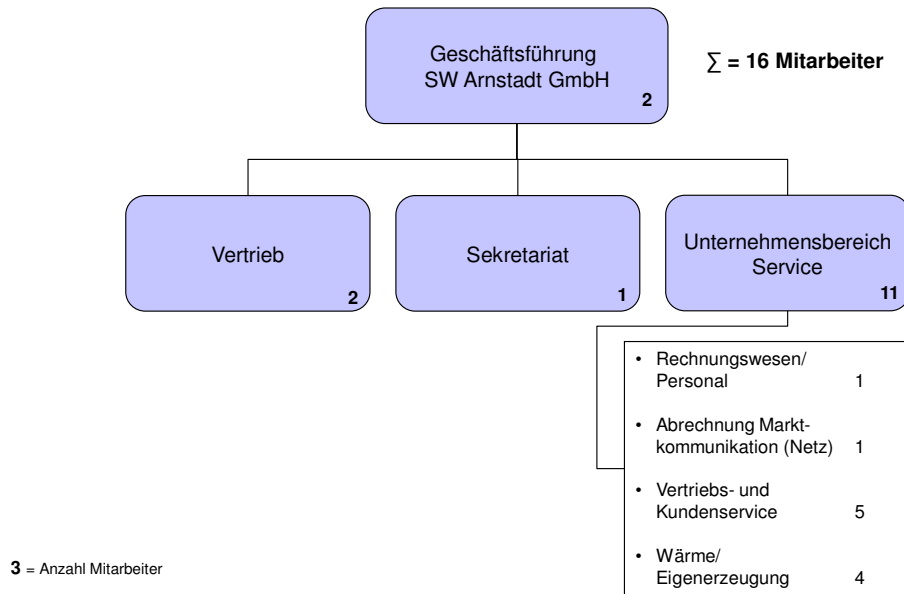 Geschäftsführung
SW Arnstadt GmbH
2
∑ = 16 Mitarbeiter
Vertrieb
2
Sekretariat
1
Unternehmensbereich
Service
11
• Rechnungswesen/
Personal 1
• Abrechnung Markt-
kommunikation (Netz) 1
• Vertriebs- und
Kundenservice 5
• Wärme/
Eigenerzeugung 4
3 = Anzahl Mitarbeiter